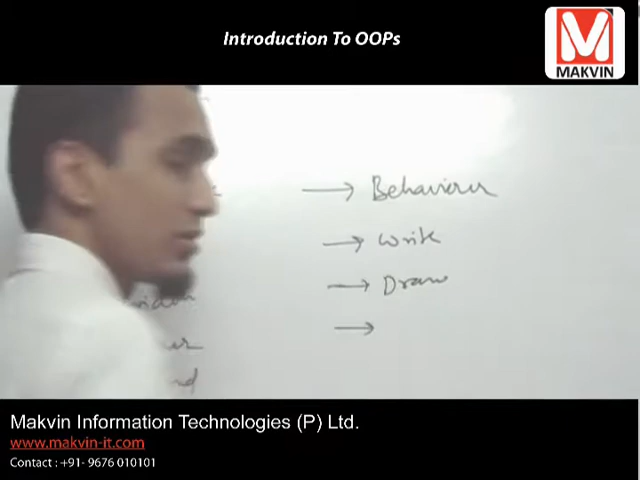 Introduction To OOPs
MAKVIN
→ Behaviour
→ Write
→ Draw
→
Makvin Information Technologies (P) Ltd.
www.makvin-it.com
Contact : +91- 9676 010101